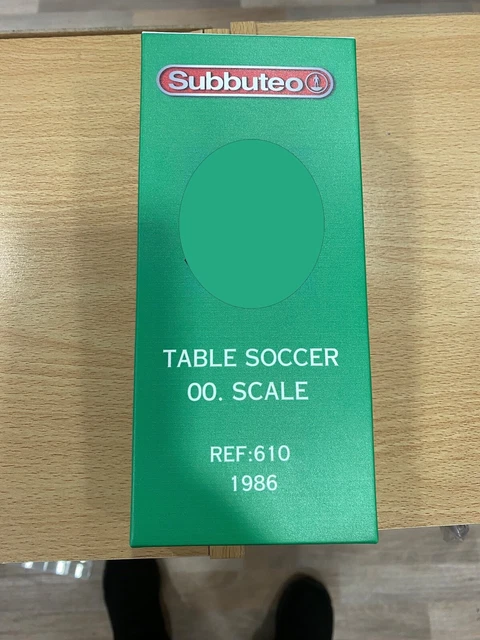 Subbuteo
TABLE SOCCER
00. SCALE
REF:610
1986